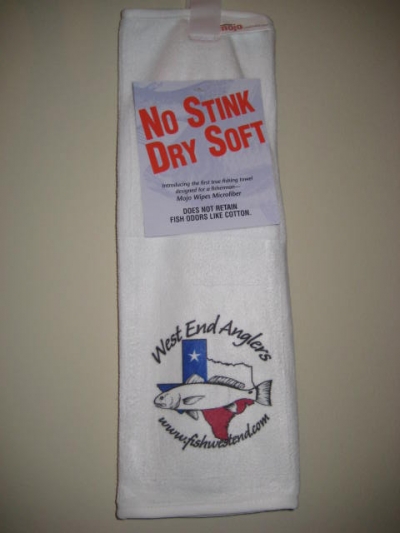 No Stink
Dry Soft
Introducing the first true fishing towel
designed for a fisherman—
Mojo Wipes Microfiber
DOES NOT RETAIN
FISH ODORS LIKE COTTON.
West End Anglers
www.fishwestend.com